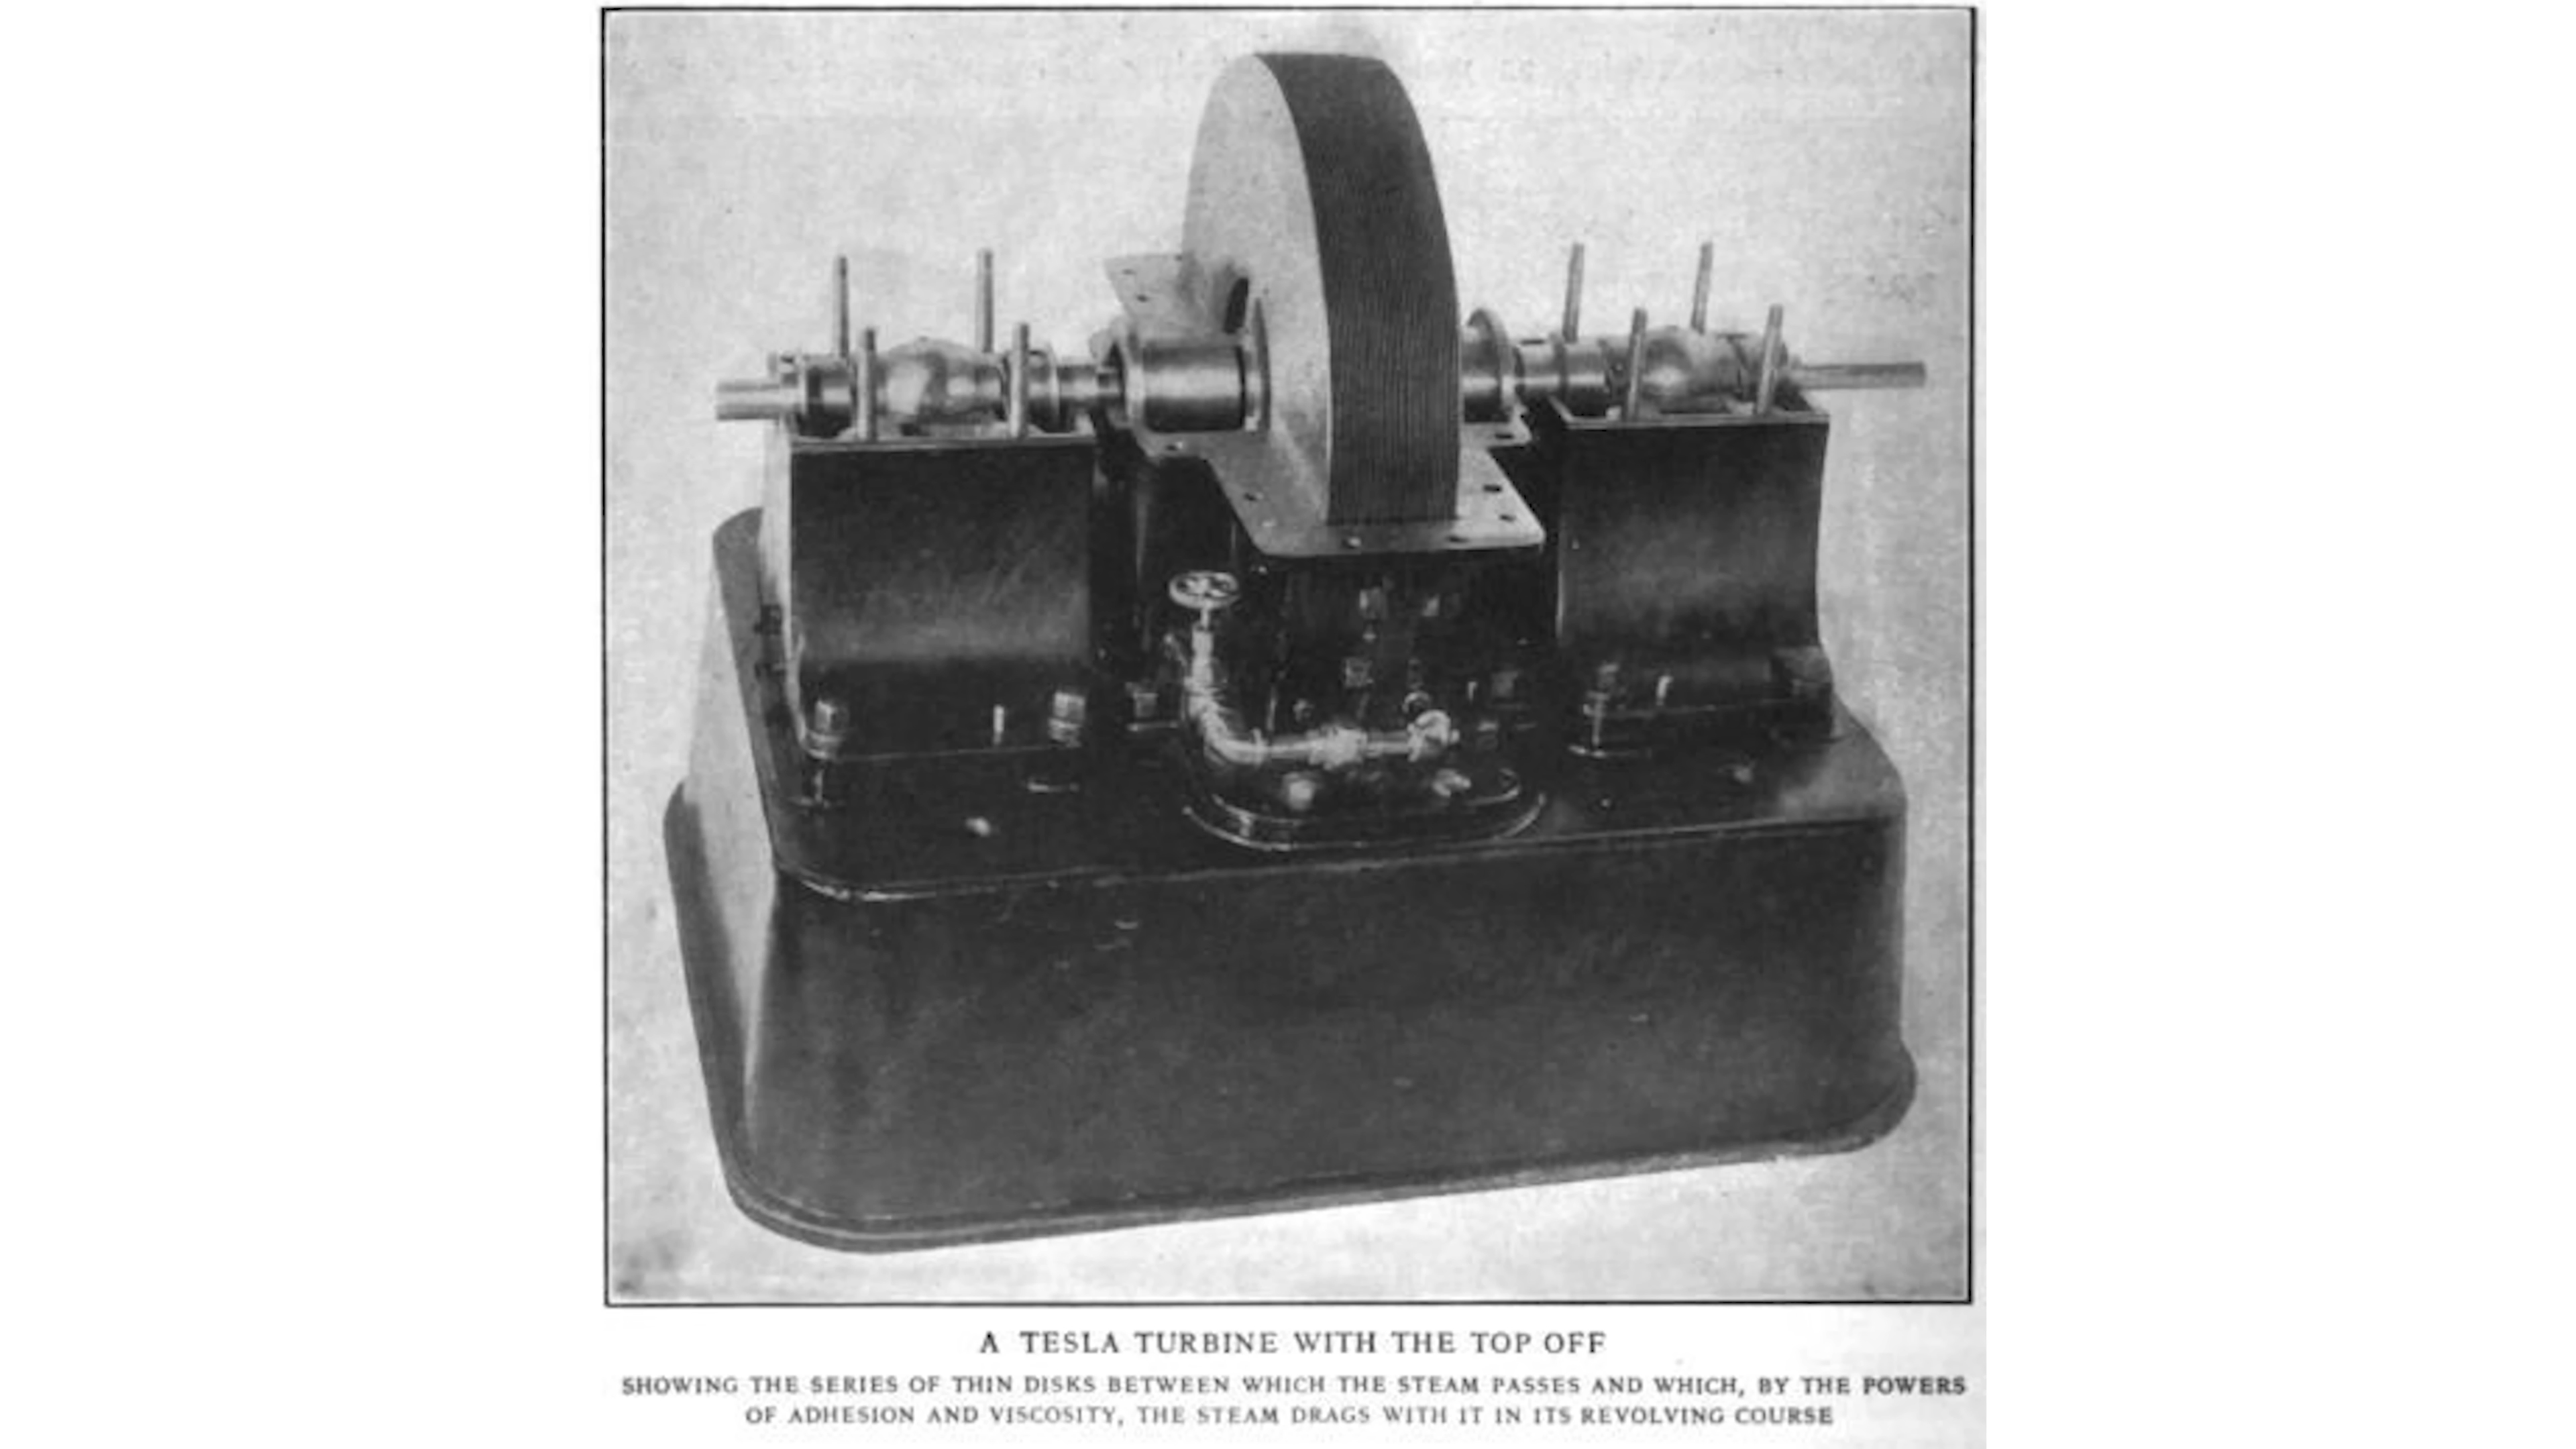 A TESLA TURBINE WITH THE TOP OFF
SHOWING THE SERIES OF THIN DISKS BETWEEN WHICH THE STEAM PASSES AND WHICH, BY THE POWERS
OF ADHESION AND VISCOSITY, THE STEAM DRAGS WITH IT IN ITS REVOLVING COURSE